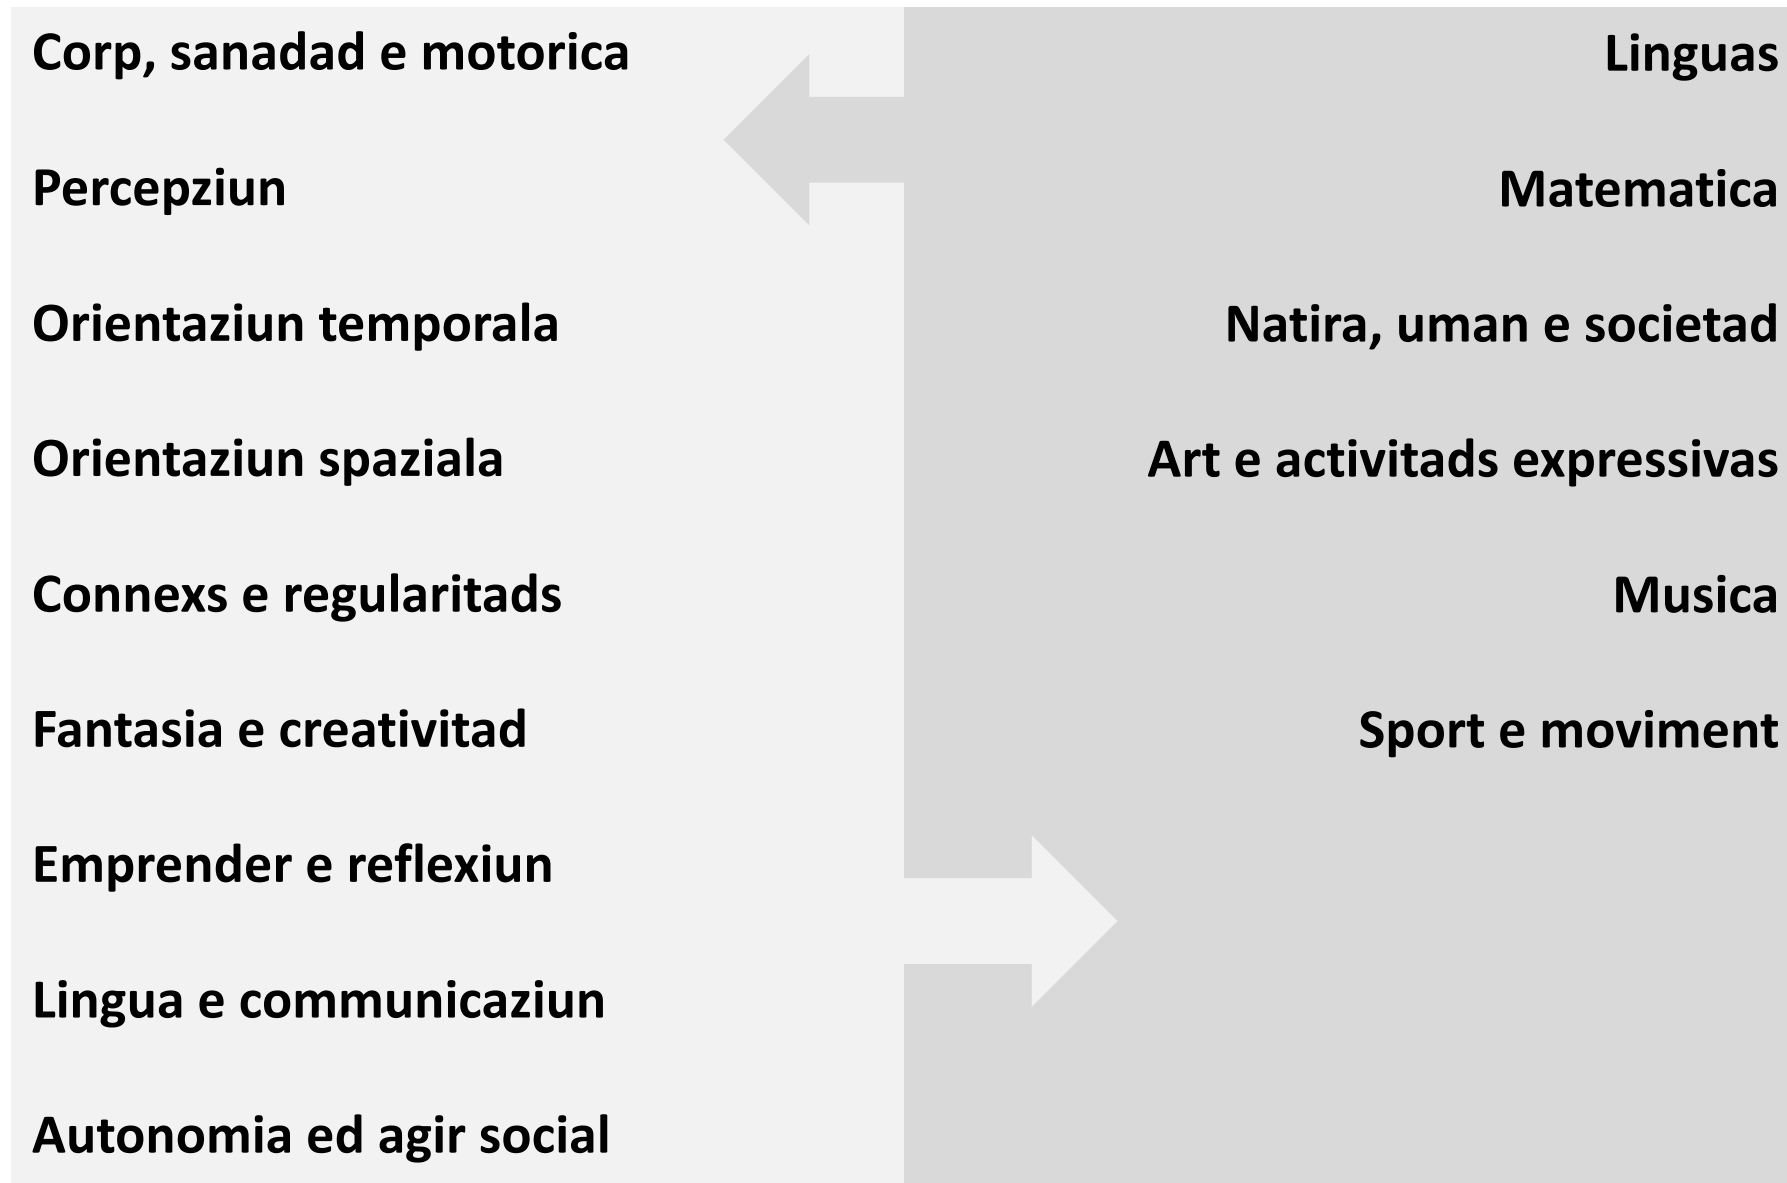 Corp, sanadad e motorica
Percepziun
Orientaziun temporala
Orientaziun spaziala
Connexs e regularitads
Fantasia e creativitad
Emprender e reflexiun
Lingua e communicaziun
Autonomia ed agir social
Linguas
Matematica
Natira, uman e societad
Art e activitads expressivas
Musica
Sport e moviment